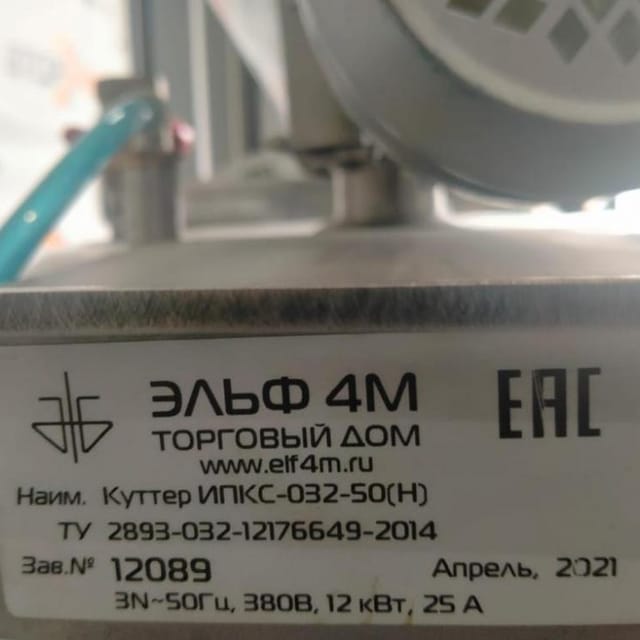 ЭЛЬФ 4М
ЕАС
ТОРГОВЫЙ ДОМ
www.elf4m.ru
Наим. Куттер ИПКС-032-50(Н)
ТУ 2893-032-12176649-2014
Зав.№ 12089 Апрель, 2021
3N~50Гц, 380В, 12 кВт, 25 А